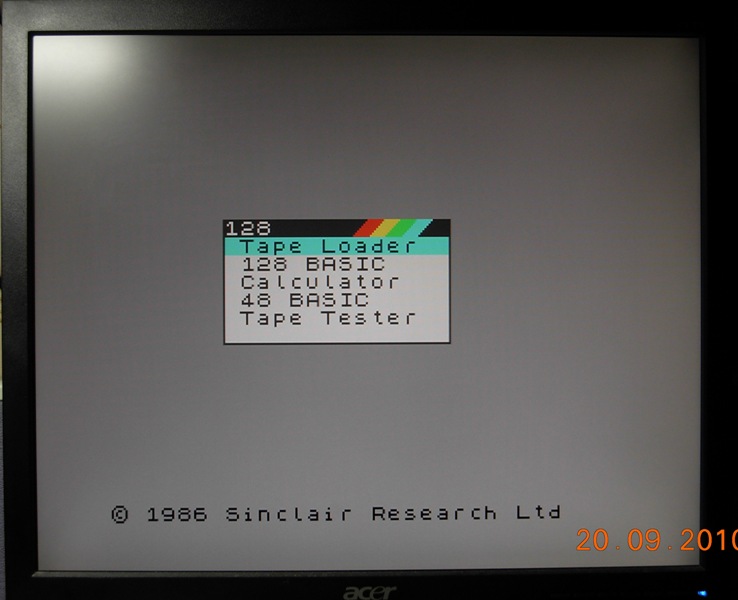 128
Tape Loader
128 BASIC
Calculator
48 BASIC
Tape Tester
© 1986 Sinclair Research Ltd
20.09.2010
acer